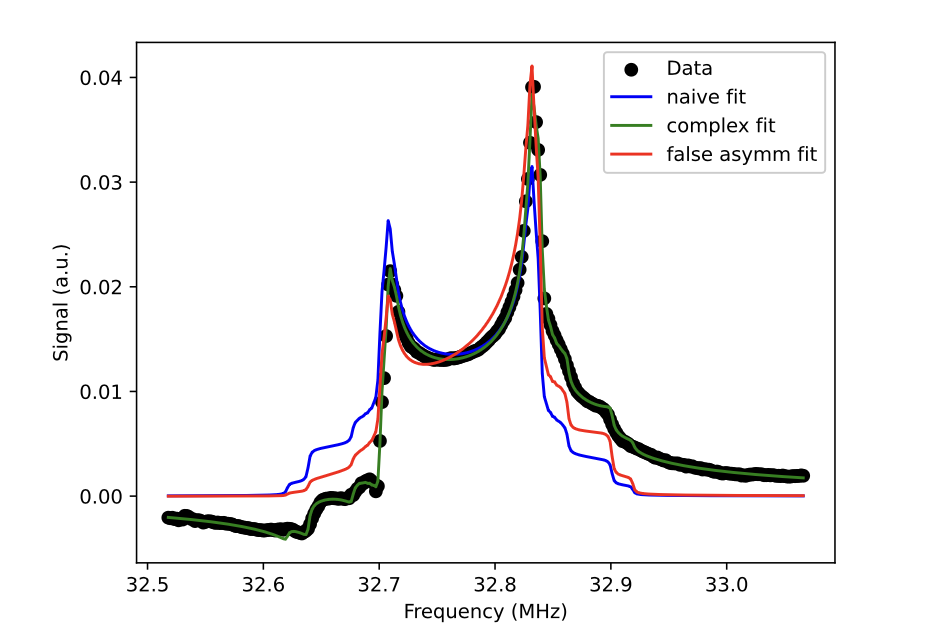 Data
naive fit
complex fit
false asymm fit
0.04
0.03
0.02
0.01
0.00
Signal (a.u.)
32.5 32.6 32.7 32.8 32.9 33.0
Frequency (MHz)